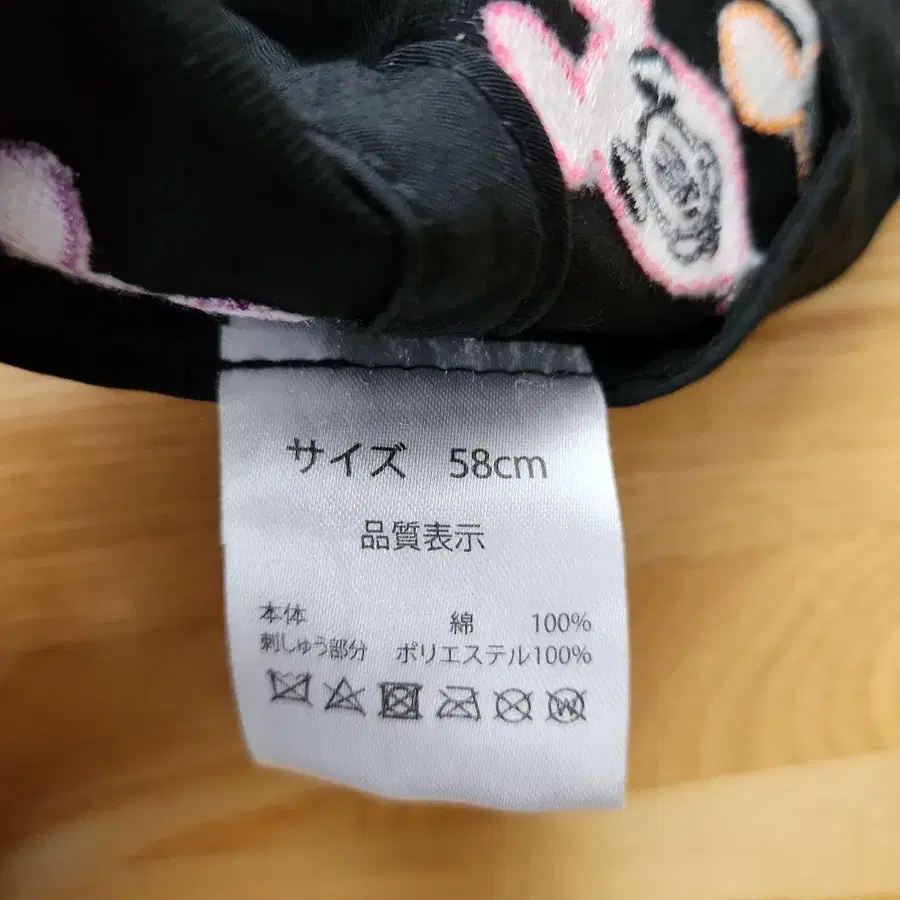 サイズ 58cm
品質表示
本体 綿 100%
刺しゅう部分 ポリエステル100%